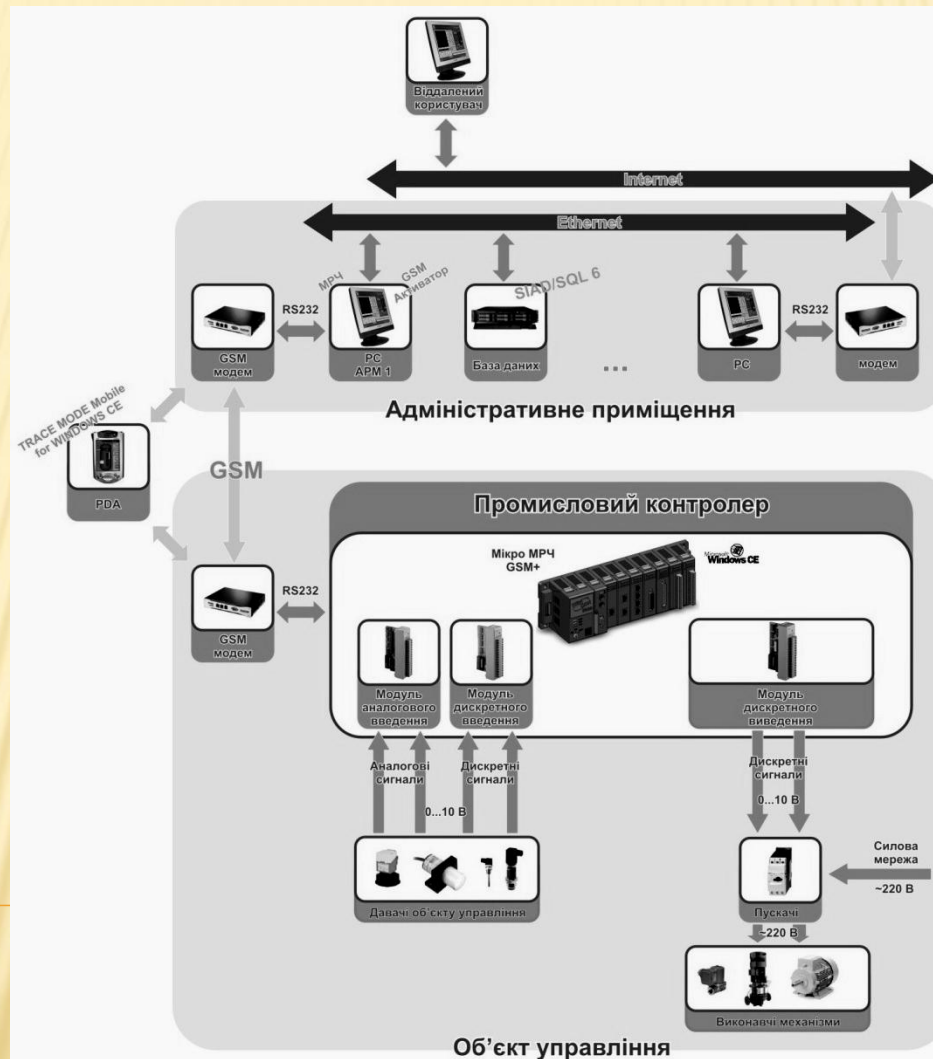 Віддалений
користувач
Internet
Ethernet
МРЧ
GSM
Активатор
SIAD/SQL 6
RS232
RS232
GSM
модем
PC
АРМ 1
База даних
...
PC
модем
Адміністративне приміщення
TRACE MODE Mobile
for WINDOWS CE
PDA
GSM
Промисловий контролер
Мікро МРЧ
GSM+
Microsoft
Windows CE
RS232
GSM
модем
Модуль
аналогового
введення
Модуль
дискретного
введення
Модуль
дискретного
виведення
Аналогові
сигнали
Дискретні
сигнали
0...10 В
Дискретні
сигнали
0...10 В
Силова
мережа
~220 В
Давачі об'єкту управління
Пускачі
~220 В
Виконавчі механізми
Об'єкт управління